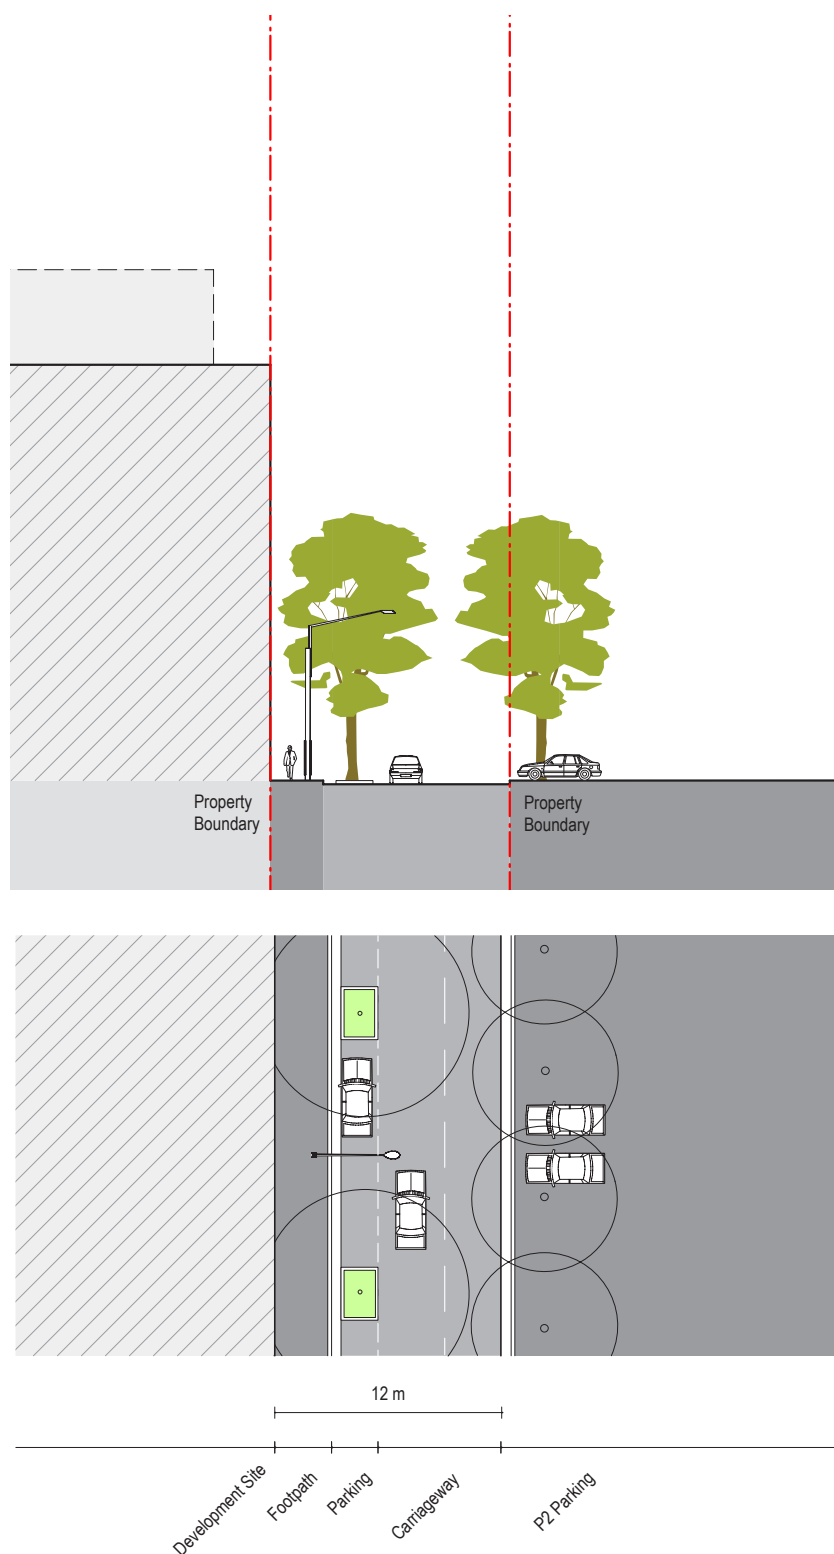 Property
Boundary
Property
Boundary
12 m
Development Site
Footpath
Parking
Carriageway
P2 Parking